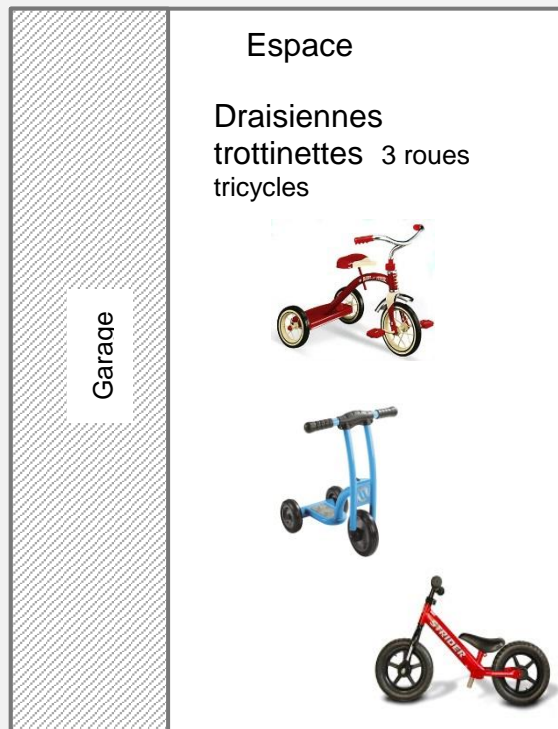 Espace
Draisiennes
trottinettes 3 roues
tricycles
Garage
STRIDER